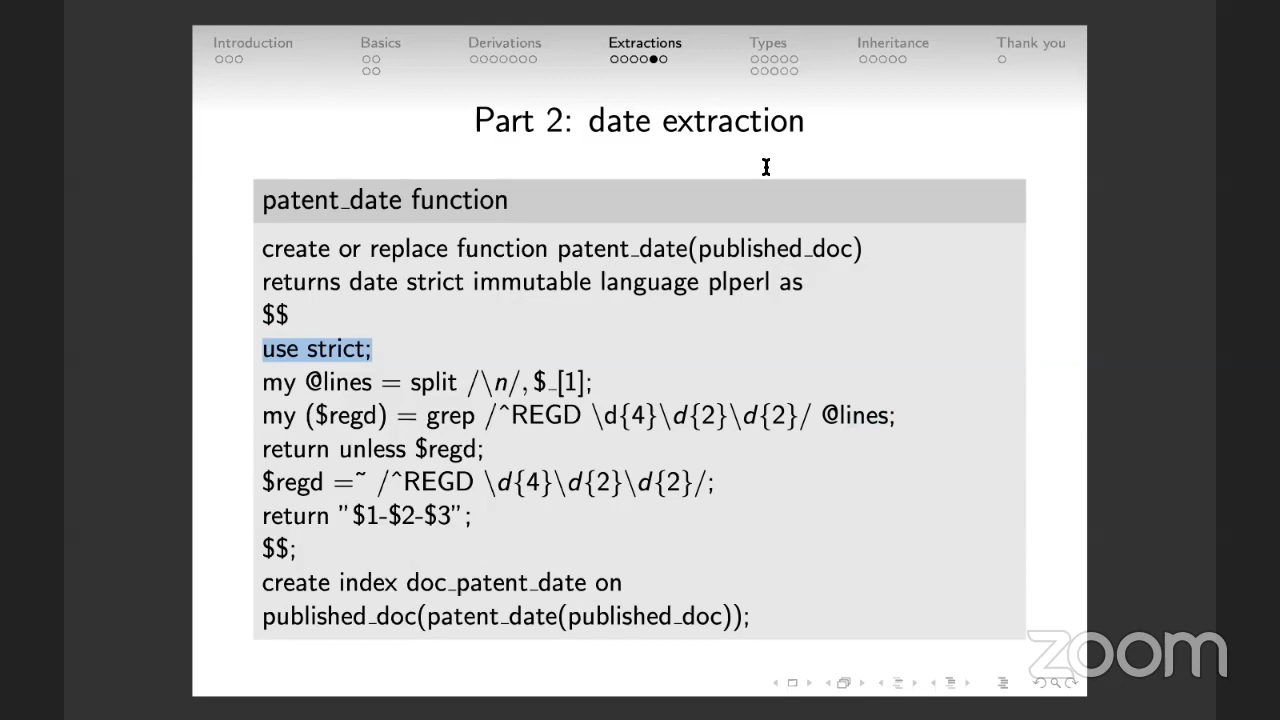 Introduction Basics Derivations Extractions Types Inheritance Thank you
Part 2: date extraction
patent_date function
create or replace function patent_date(published_doc)
returns date strict immutable language plperl as
$$
use strict;
my @lines = split /\n/, $_[1];
my ($regd) = grep /^REGD \d{4}\d{2}\d{2}/ @lines;
return unless $regd;
$regd =~ /^REGD \d{4}\d{2}\d{2}/;
return "$1-$2-$3";
$$;
create index doc_patent_date on
published_doc(patent_date(published_doc));
zoom